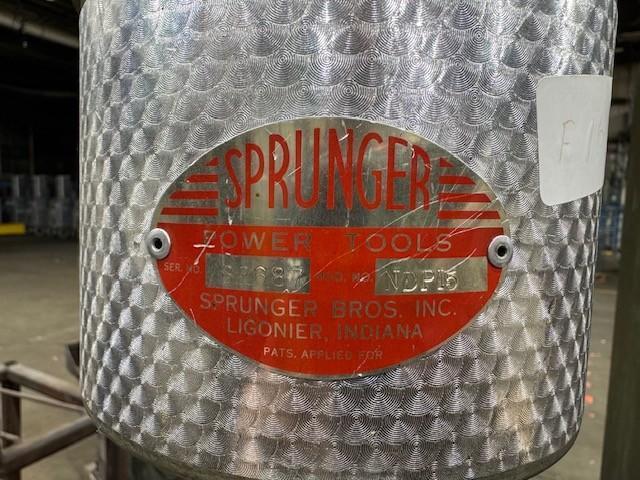 SPRUNGER
POWER TOOLS
SER. NO. MOD. NO. NDP15
SPRUNGER BROS. INC.
LIGONIER, INDIANA
PATS. APPLIED FOR